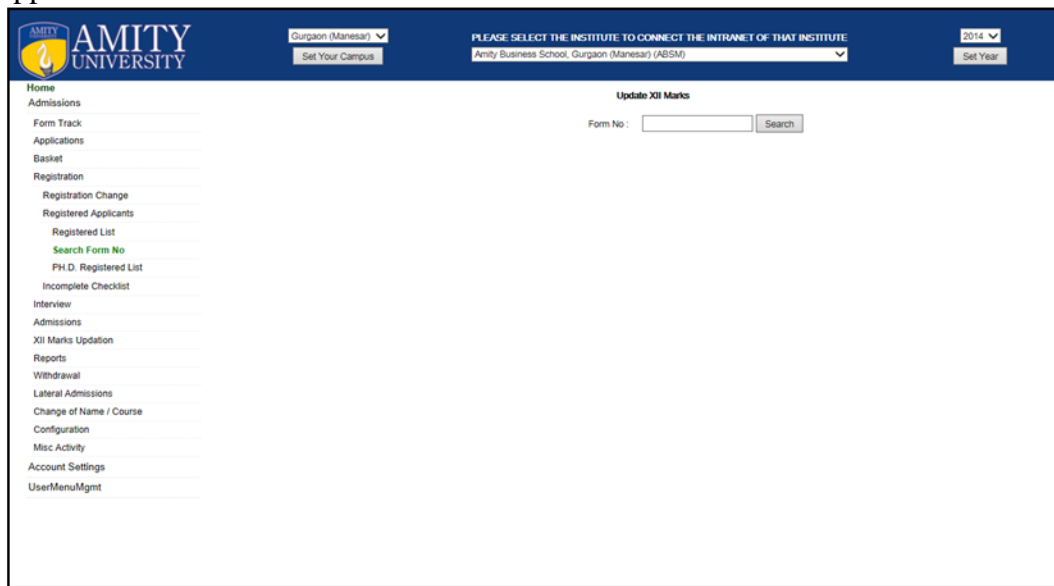 AMITY
AMITY
UNIVERSITY
Gurgaon (Manesar)
Set Your Campus
PLEASE SELECT THE INSTITUTE TO CONNECT THE INTRANET OF THAT INSTITUTE
Amity Business School, Gurgaon (Manesar) (ABSM)
2014
Set Year
Home
Admissions
Form Track
Applications
Basket
Registration
Registration Change
Registered Applicants
Registered List
Search Form No
PH.D. Registered List
Incomplete Checklist
Interview
Admissions
XII Marks Updation
Reports
Withdrawal
Lateral Admissions
Change of Name / Course
Configuration
Misc Activity
Account Settings
UserMenuMgmt
Update XII Marks
Form No :
Search